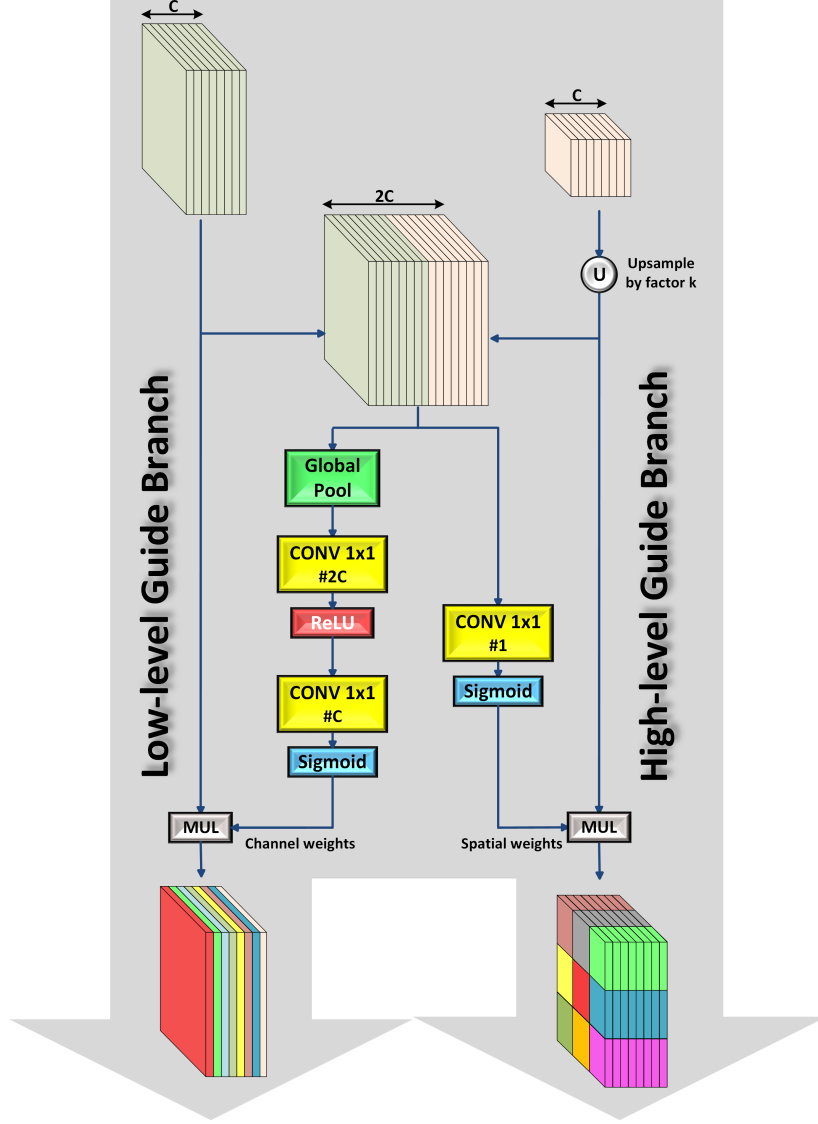 C
C
2C
U
Upsample
by factor k
Low-level Guide Branch
High-level Guide Branch
Global
Pool
CONV 1x1
#2C
ReLU
CONV 1x1
#1
CONV 1x1
#C
Sigmoid
Sigmoid
MUL
Channel weights
Spatial weights
MUL